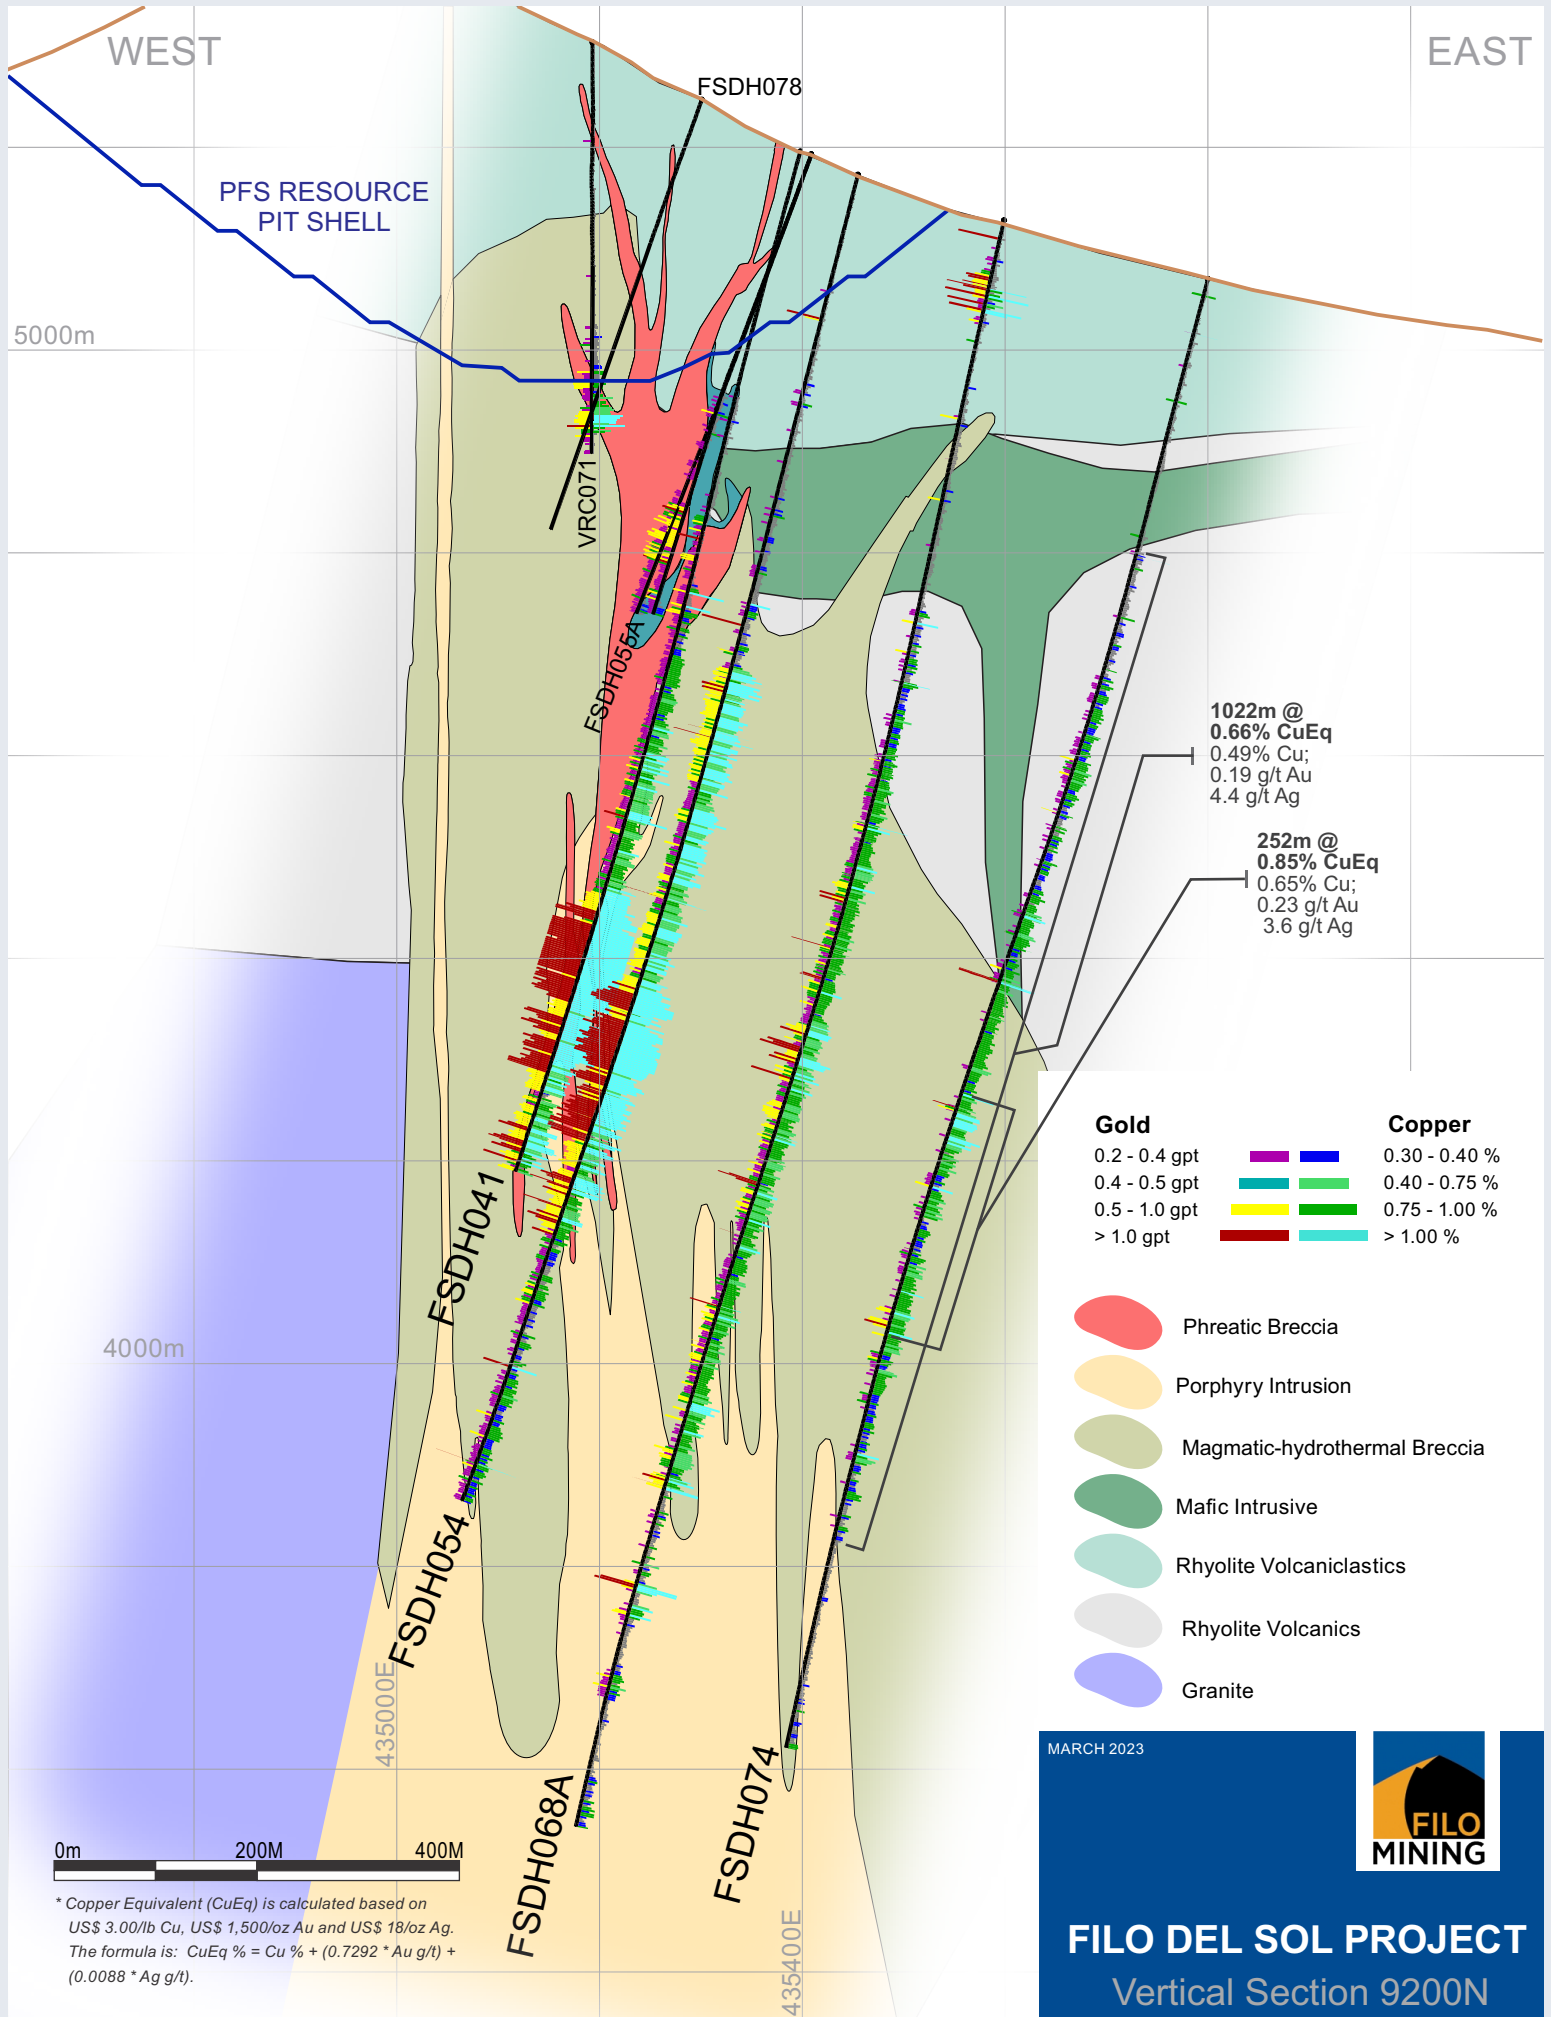 WEST
EAST
FSDH078
PFS RESOURCE
PIT SHELL
5000m
VRC071
FSDH055A
1022m @
0.66% CuEq
0.49% Cu;
0.19 g/t Au
4.4 g/t Ag
252m @
0.85% CuEq
0.65% Cu;
0.23 g/t Au
3.6 g/t Ag
FSDH041
4000m
FSDH054
435000E
FSDH068A
FSDH074
435400E
Gold Copper
0.2 - 0.4 gpt 0.30 - 0.40 %
0.4 - 0.5 gpt 0.40 - 0.75 %
0.5 - 1.0 gpt 0.75 - 1.00 %
> 1.0 gpt > 1.00 %
Phreatic Breccia
Porphyry Intrusion
Magmatic-hydrothermal Breccia
Mafic Intrusive
Rhyolite Volcaniclastics
Rhyolite Volcanics
Granite
0m 200M 400M
* Copper Equivalent (CuEq) is calculated based on
US$ 3.00/lb Cu, US$ 1,500/oz Au and US$ 18/oz Ag.
The formula is: CuEq % = Cu % + (0.7292 * Au g/t) +
(0.0088 * Ag g/t).
MARCH 2023
FILO
MINING
FILO DEL SOL PROJECT
Vertical Section 9200N